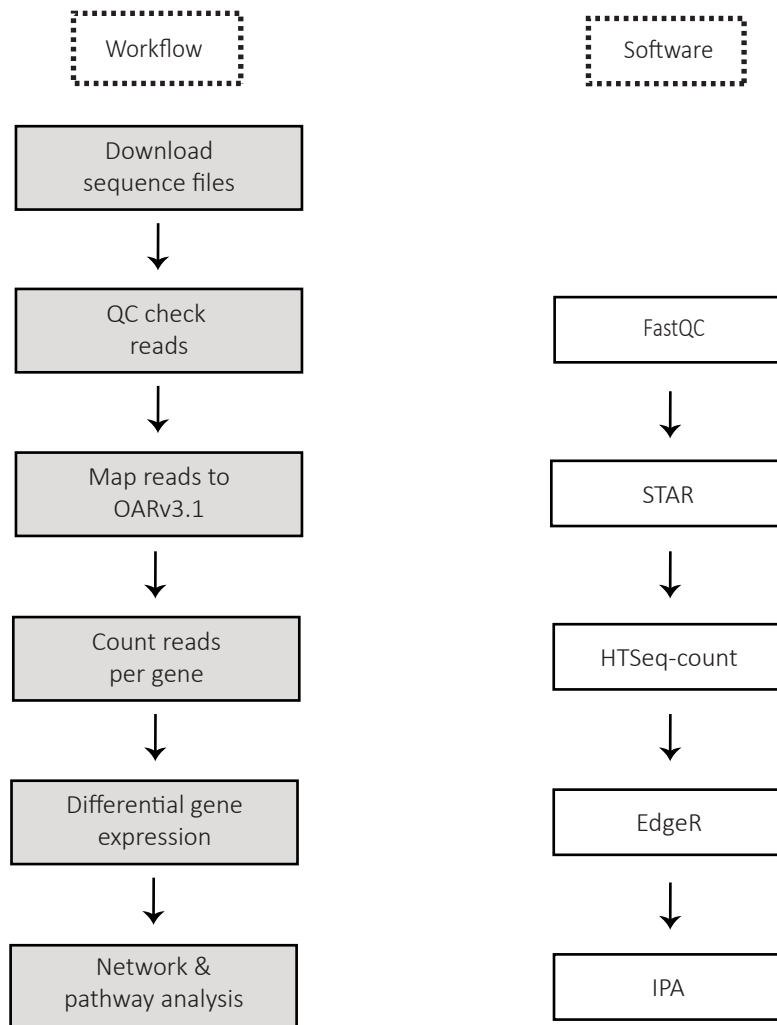 Workflow
Software
Download
sequence files
QC check
reads
FastQC
Map reads to
OARv3.1
STAR
Count reads
per gene
HTSeq-count
Differential gene
expression
EdgeR
Network &
pathway analysis
IPA